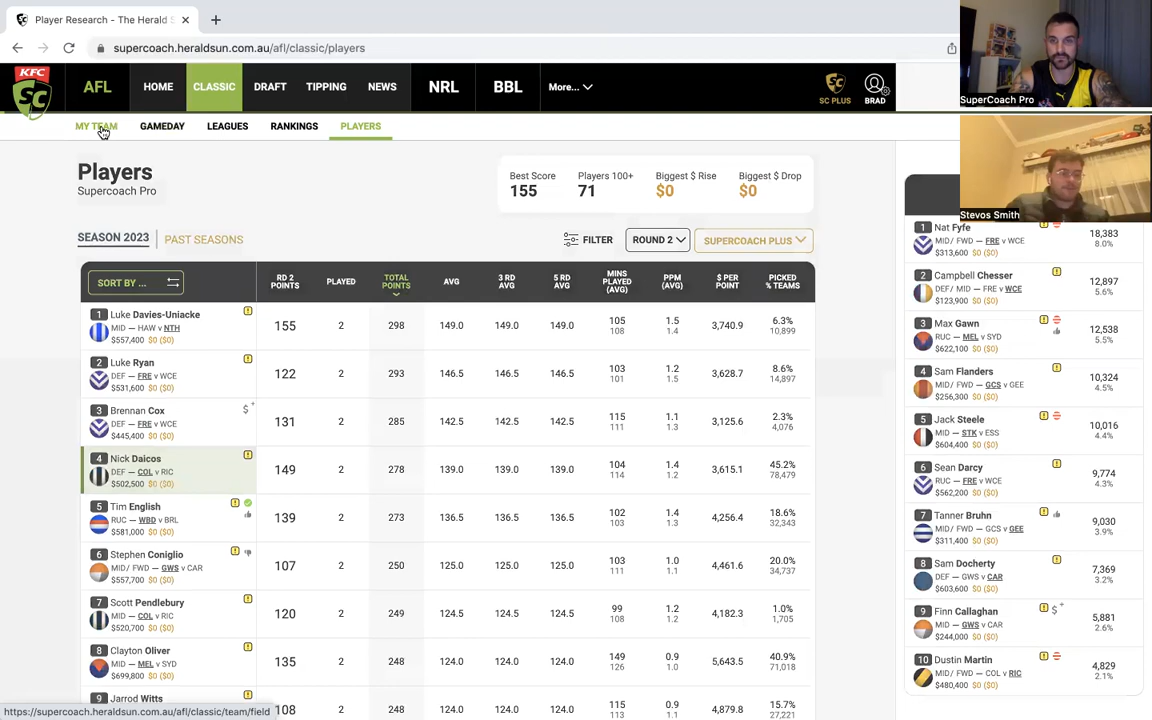 Player Research - The Herald S
supercoach.heraldsun.com.au/afl/classic/players
KFC
SC
AFL
HOME
CLASSIC
DRAFT
TIPPING
NEWS
NRL
BBL
More...
SC PLUS
BRAD
SuperCoach Pro
Stevos Smith
MY TEAM
GAMEDAY
LEAGUES
RANKINGS
PLAYERS
Players
Supercoach Pro
Best Score
155
Players 100+
71
Biggest $ Rise
$0
Biggest $ Drop
$0
SEASON 2023
PAST SEASONS
FILTER
ROUND 2
SUPERCOACH PLUS
SORT BY ...
RD 2 POINTS
PLAYED
TOTAL POINTS
AVG
3 RD AVG
5 RD AVG
MINS PLAYED (AVG)
PPM (AVG)
$ PER POINT
PICKED % TEAMS
1 Luke Davies-Uniacke
MID — HAW v NTH
$557,400 $0 ($0)
155 2 298 149.0 149.0 149.0 105 1.5 3,740.9 6.3%
108 1.4 10,899
2 Luke Ryan
DEF — FRE v WCE
$531,600 $0 ($0)
122 2 293 146.5 146.5 146.5 103 1.2 3,628.7 8.6%
101 1.5 14,897
3 Brennan Cox
DEF — FRE v WCE
$445,400 $0 ($0)
131 2 285 142.5 142.5 142.5 115 1.1 3,125.6 2.3%
111 1.3 4,076
4 Nick Daicos
DEF — COL v RIC
$502,500 $0 ($0)
149 2 278 139.0 139.0 139.0 104 1.4 3,615.1 45.2%
114 1.2 78,479
5 Tim English
RUC — WBD v BRL
$581,000 $0 ($0)
139 2 273 136.5 136.5 136.5 102 1.4 4,256.4 18.6%
103 1.3 32,343
6 Stephen Coniglio
MID/ FWD — GWS v CAR
$557,700 $0 ($0)
107 2 250 125.0 125.0 125.0 103 1.0 4,461.6 20.0%
111 1.1 34,737
7 Scott Pendlebury
MID — COL v RIC
$520,700 $0 ($0)
120 2 249 124.5 124.5 124.5 99 1.2 4,182.3 1.0%
108 1.2 1,705
8 Clayton Oliver
MID — MEL v SYD
$699,800 $0 ($0)
135 2 248 124.0 124.0 124.0 149 0.9 5,643.5 40.9%
126 1.0 71,018
9 Jarrod Witts
108 2 248 124.0 124.0 124.0 115 0.9 4,879.8 15.7%
113 1.1 27,221
1 Nat Fyfe
MID/ FWD — FRE v WCE
$313,600 $0 ($0)
18,383
8.0%
2 Campbell Chesser
DEF/ MID — FRE v WCE
$123,900 $0 ($0)
12,897
5.6%
3 Max Gawn
RUC — MEL v SYD
$622,100 $0 ($0)
12,538
5.5%
4 Sam Flanders
MID/ FWD — GCS v GEE
$256,300 $0 ($0)
10,324
4.5%
5 Jack Steele
MID — STK v ESS
$604,400 $0 ($0)
10,016
4.4%
6 Sean Darcy
RUC — FRE v WCE
$562,200 $0 ($0)
9,774
4.3%
7 Tanner Bruhn
MID/ FWD — GCS v GEE
$311,400 $0 ($0)
9,030
3.9%
8 Sam Docherty
DEF — GWS v CAR
$603,600 $0 ($0)
7,369
3.2%
9 Finn Callaghan
MID — GWS v CAR
$244,000 $0 ($0)
5,881
2.6%
10 Dustin Martin
MID/ FWD — COL v RIC
$480,400 $0 ($0)
4,829
2.1%
https://supercoach.heraldsun.com.au/afl/classic/team/field